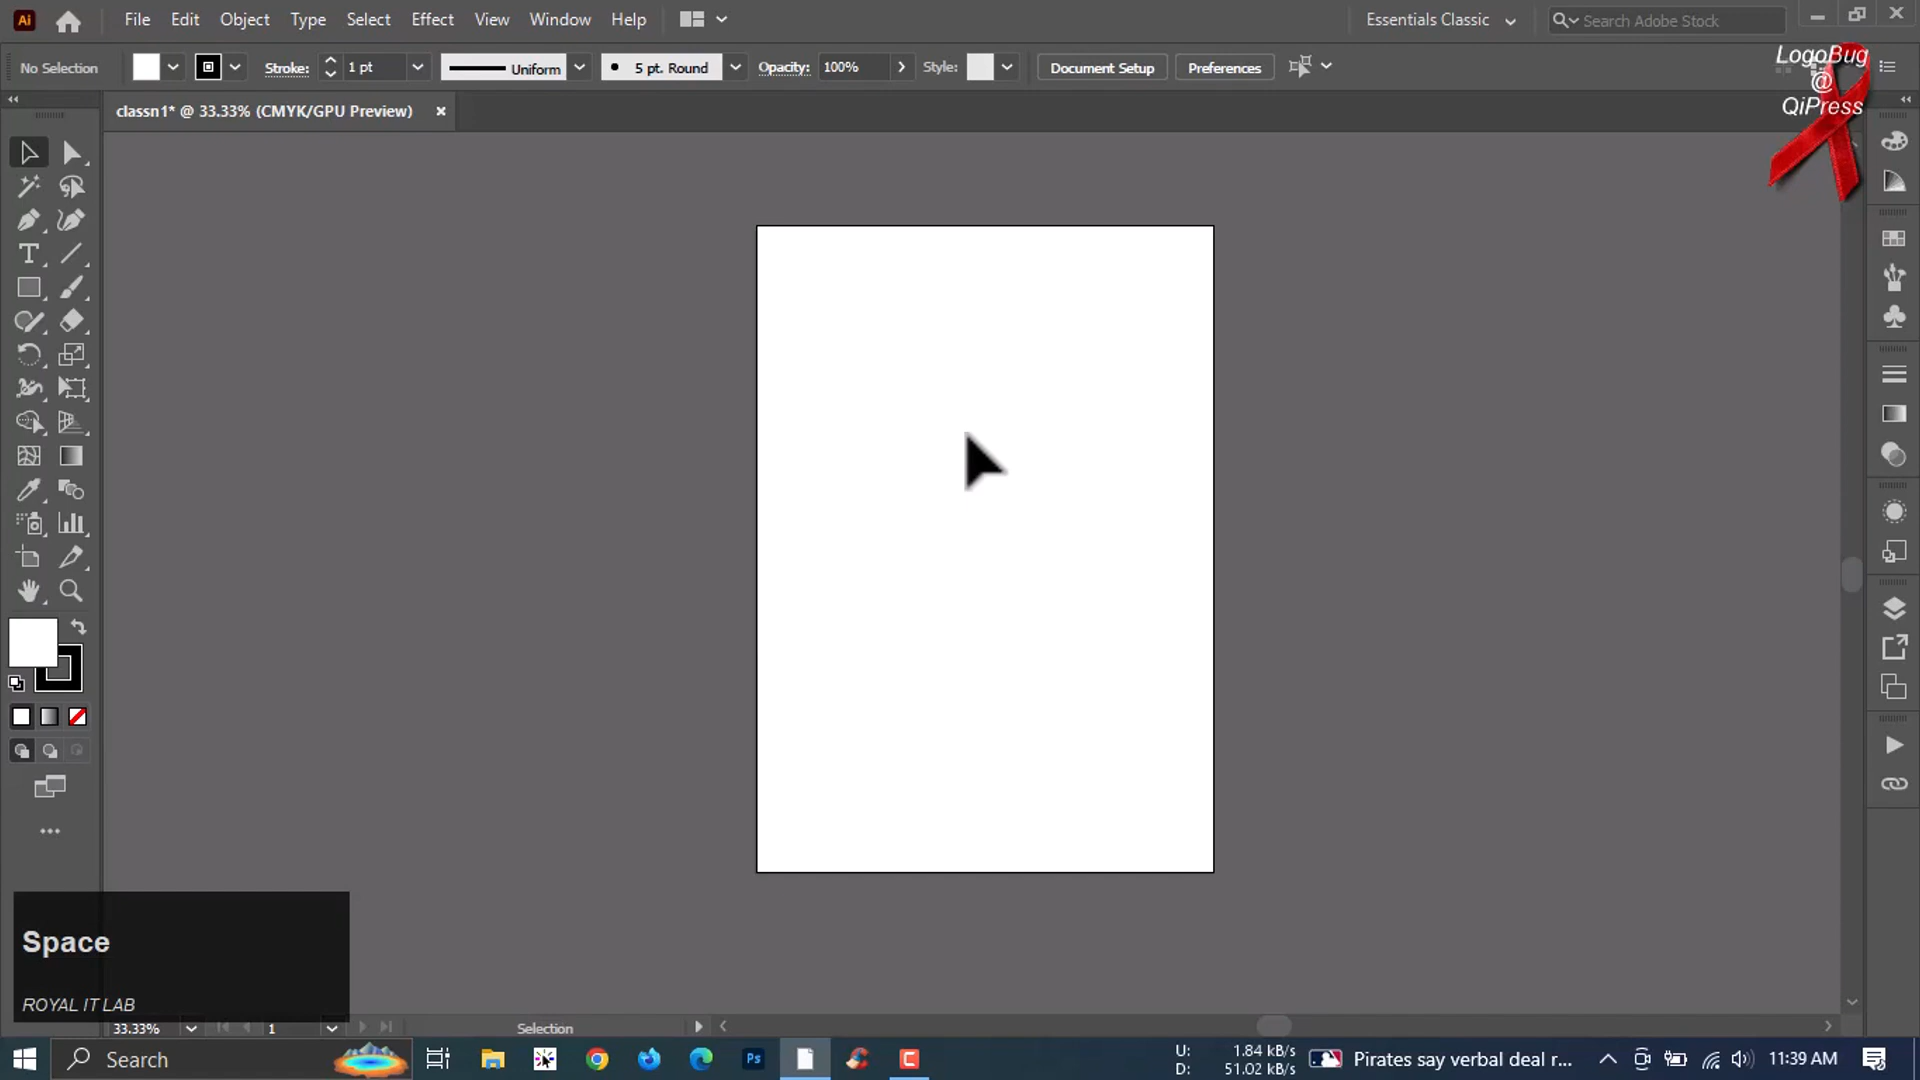 File Edit Object Type Select Effect View Window Help
Essentials Classic
Search Adobe Stock
No Selection
Stroke: 1 pt
Uniform
5 pt. Round
Opacity: 100%
Style:
Document Setup
Preferences
LogoBug
@
QiPress
classn1* @ 33.33% (CMYK/GPU Preview)
T
Space
ROYAL IT LAB
33.33% 1 Selection
Search
Ps
C
U: 1.84 kB/s
D: 51.02 kB/s
Pirates say verbal deal r...
11:39 AM
Ai